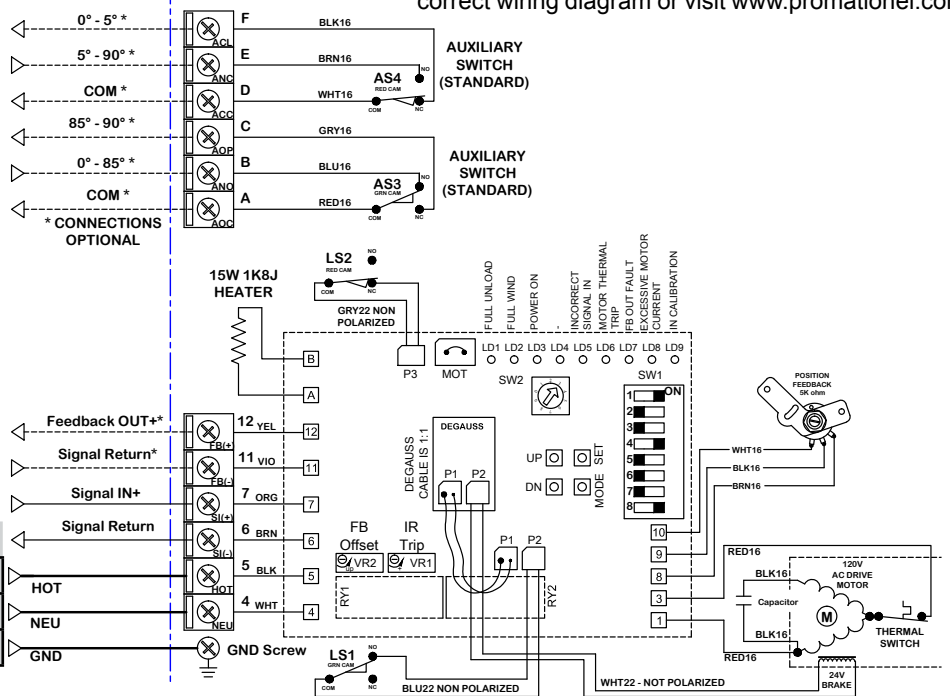 correct wiring diagram or visit www.promationei.co
0° - 5° *
ACL
F
BLK16
5° - 90° *
ANC
E
BRN16
COM *
ACC
D
WHT16
AS4
RED CAM
COM
NO
NC
AUXILIARY
SWITCH
(STANDARD)
85° - 90° *
AOP
C
GRY16
0° - 85° *
ANO
B
BLU16
COM *
AOC
A
RED16
AS3
GRN CAM
COM
NO
NC
AUXILIARY
SWITCH
(STANDARD)
* CONNECTIONS
OPTIONAL
15W 1K8J
HEATER
LS2
RED CAM
NO
COM
NC
GRY22 NON
POLARIZED
FULL UNLOAD
FULL WIND
POWER ON
-
INCORRECT
SIGNAL IN
MOTOR THERMAL
TRIP
FB OUT FAULT
EXCESSIVE MOTOR
CURRENT
IN CALIBRATION
LD1 LD2 LD3 LD4 LD5 LD6 LD7 LD8 LD9
B
A
P3
MOT
SW2
SW1
ON
1
2
3
4
5
6
7
8
POSITION
FEEDBACK
5K ohm
WHT16
BLK16
BRN16
DEGAUSS
DEGAUSS
CABLE IS 1:1
P1
P2
UP
DN
SET
MODE
Feedback OUT+*
FB(+)
12 YEL
12
Signal Return*
FB(-)
11 VIO
11
Signal IN+
SI(+)
7 ORG
7
Signal Return
SI(-)
6 BRN
6
HOT
HOT
5 BLK
5
NEU
NEU
4 WHT
4
GND
GND Screw
FB
Offset
VR2
IR
Trip
VR1
P1
P2
RY1
RY2
10
9
8
3
1
RED16
120V
AC DRIVE
MOTOR
BLK16
Capacitor
M
BLK16
RED16
THERMAL
SWITCH
24V
BRAKE
LS1
GRN CAM
NO
COM
NC
BLU22 NON POLARIZED
WHT22 - NOT POLARIZED